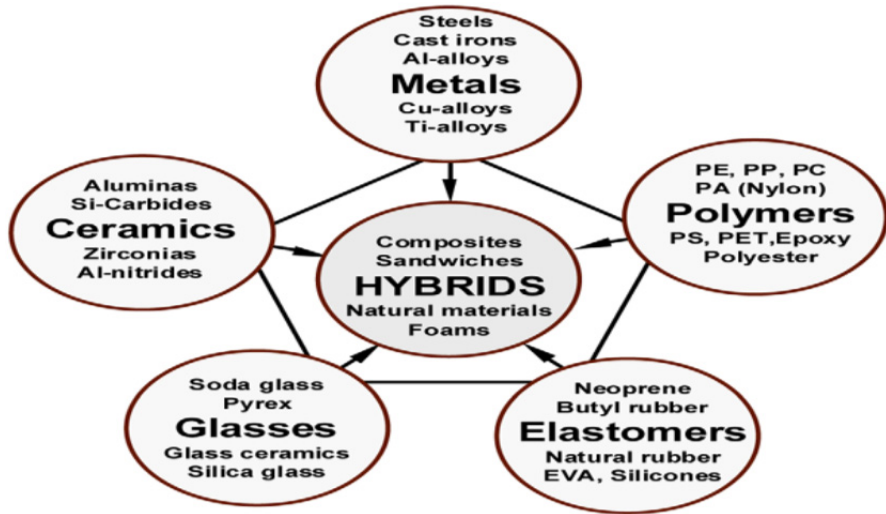 Steels
Cast irons
Al-alloys
Metals
Cu-alloys
Ti-alloys
Aluminas
Si-Carbides
Ceramics
Zirconias
Al-nitrides
PE, PP, PC
PA (Nylon)
Polymers
PS, PET,Epoxy
Polyester
Composites
Sandwiches
HYBRIDS
Natural materials
Foams
Soda glass
Pyrex
Glasses
Glass ceramics
Silica glass
Neoprene
Butyl rubber
Elastomers
Natural rubber
EVA, Silicones